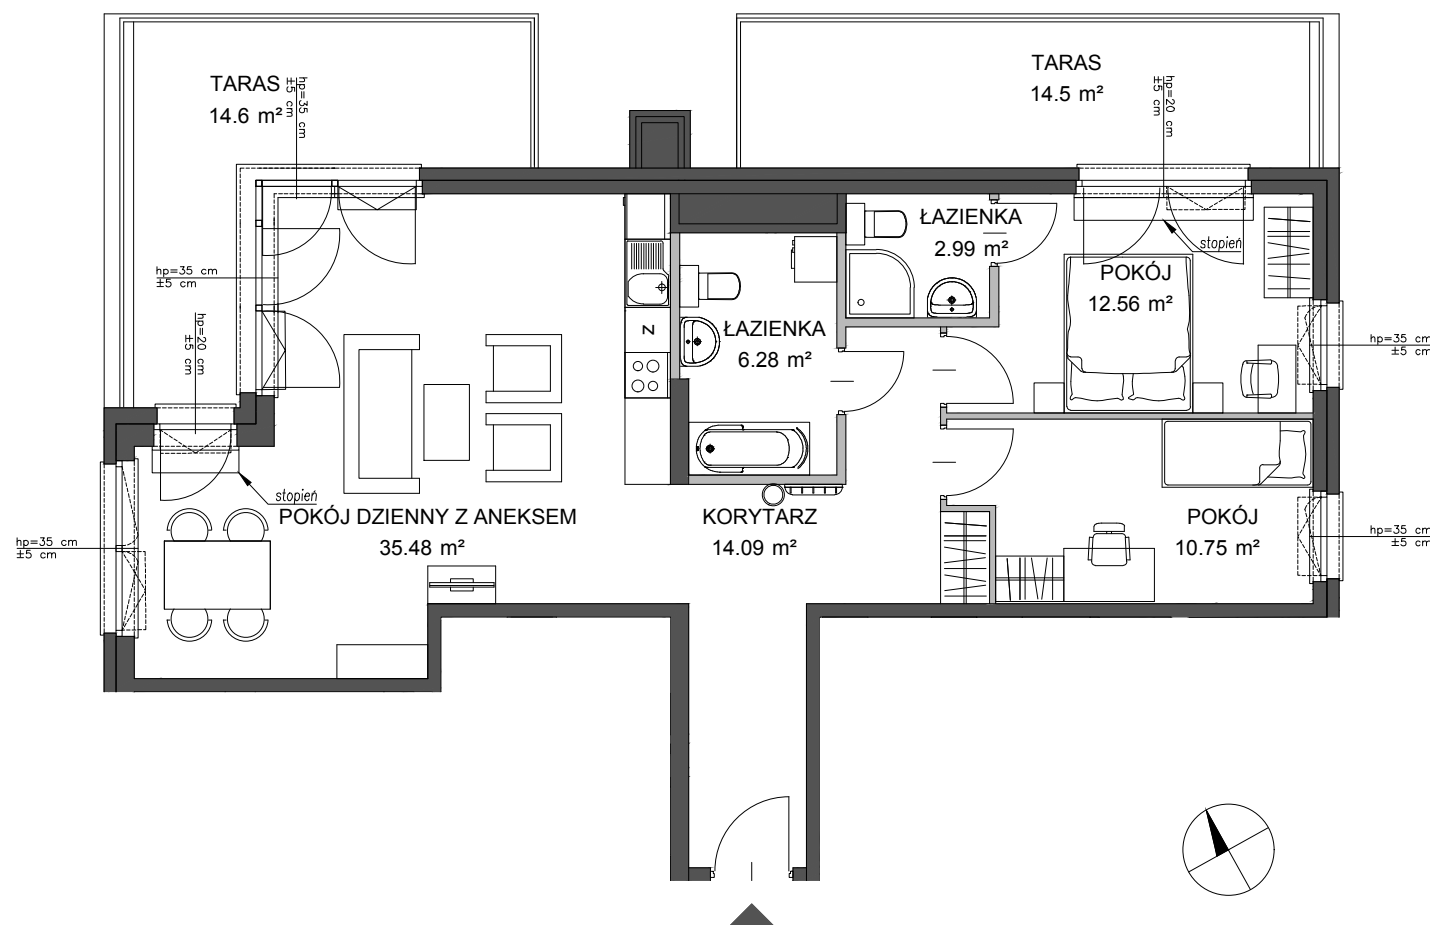 TARAS
14.6 m²
hp=35 cm
±5 cm
TARAS
14.5 m²
hp=20 cm
±5 cm
ŁAZIENKA
2.99 m²
stopień
POKÓJ
12.56 m²
hp=35 cm
±5 cm
hp=20 cm
±5 cm
Z
ŁAZIENKA
6.28 m²
hp=35 cm
±5 cm
stopień
POKÓJ DZIENNY Z ANEKSEM
35.48 m²
KORYTARZ
14.09 m²
POKÓJ
10.75 m²
hp=35 cm
±5 cm
hp=35 cm
±5 cm